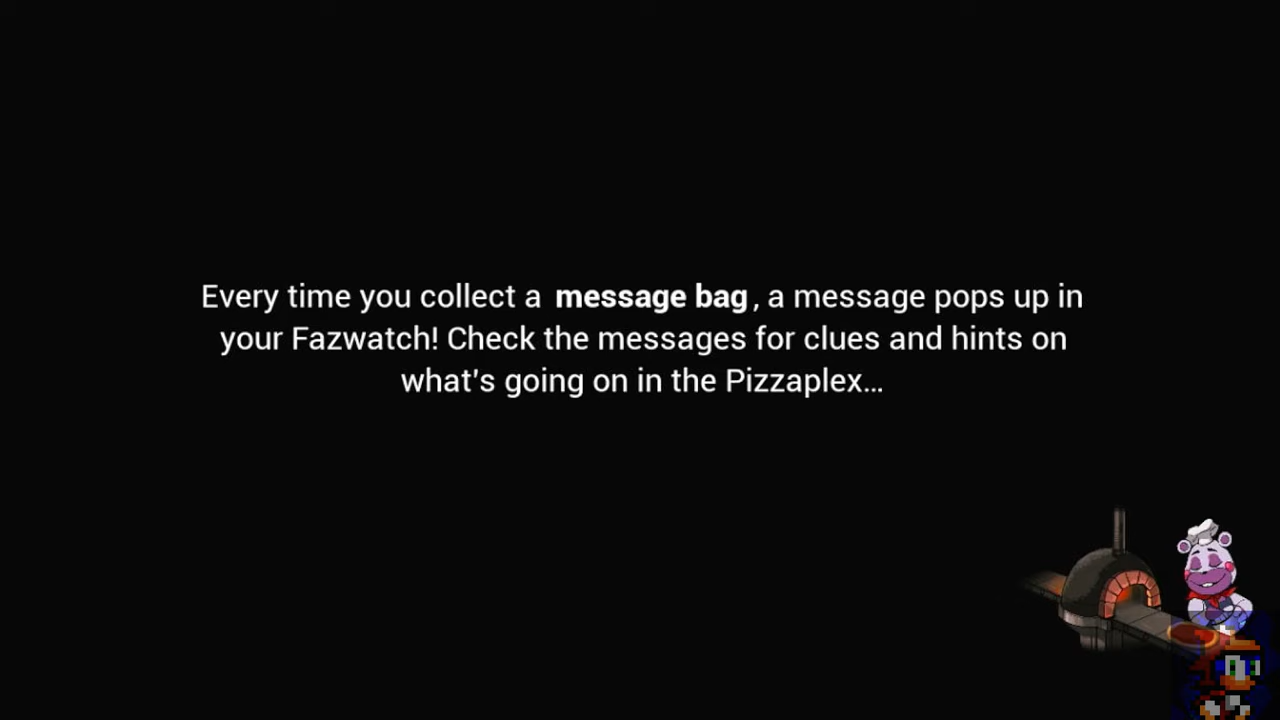 Every time you collect a message bag, a message pops up in
your Fazwatch! Check the messages for clues and hints on
what's going on in the Pizzaplex...